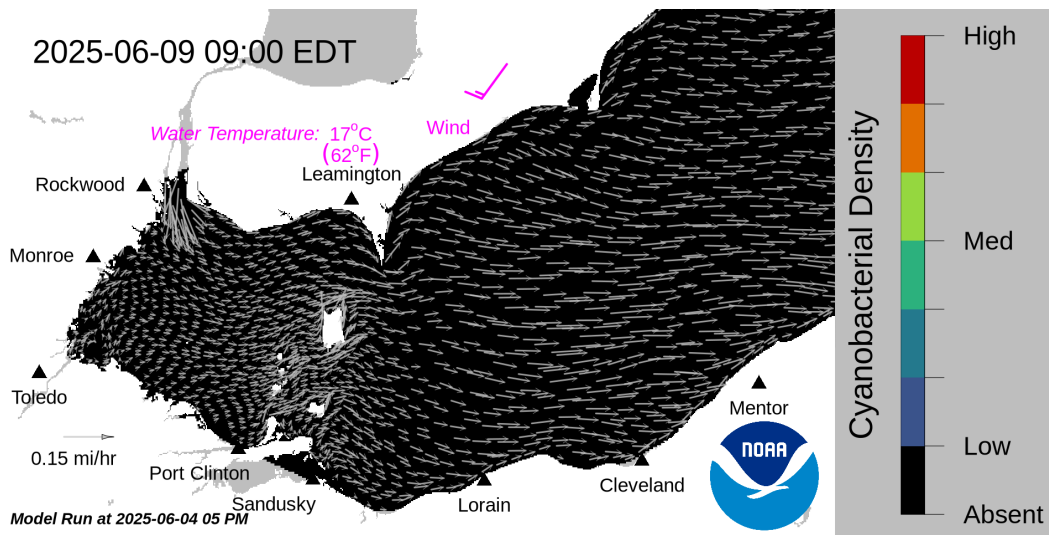 2025-06-09 09:00 EDT
Water Temperature: 17°C
(62°F)
Wind
Leamington
Rockwood
Monroe
Toledo
0.15 mi/hr
Port Clinton
Sandusky
Lorain
Cleveland
Mentor
NOAA
Model Run at 2025-06-04 05 PM
Cyanobacterial Density
High
Med
Low
Absent